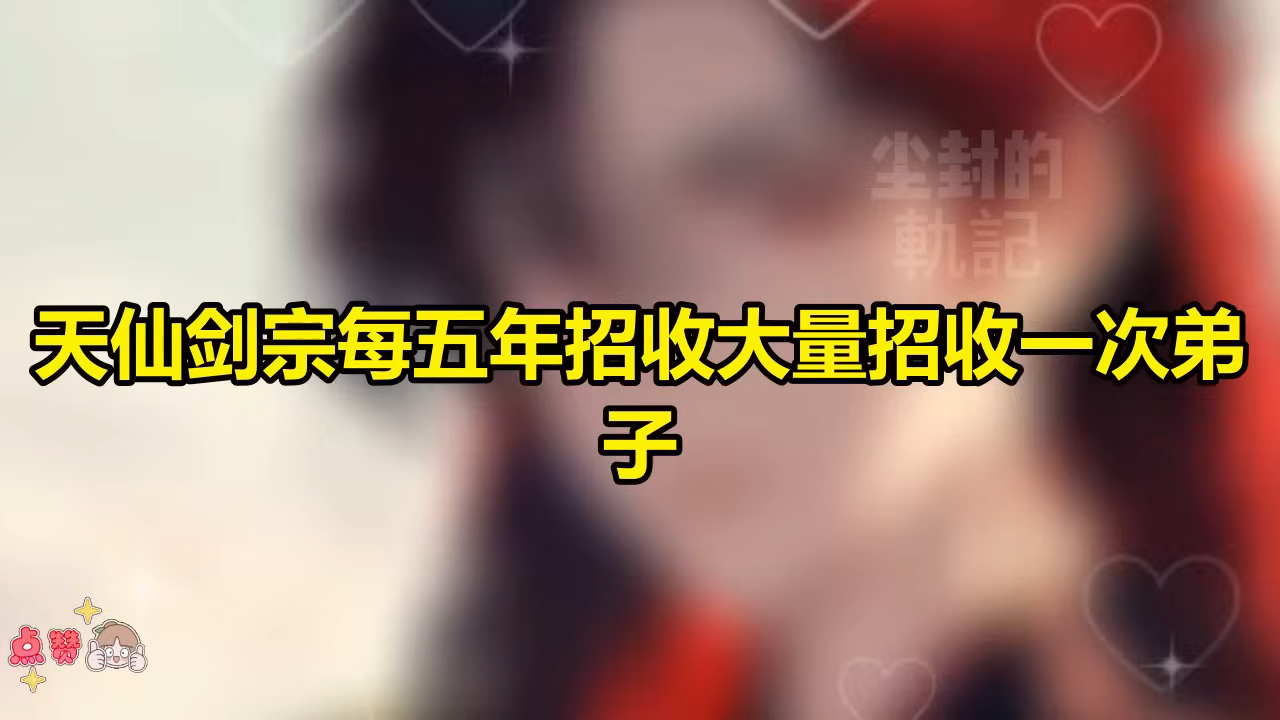 尘封的
軌記
天仙剑宗每五年招收大量招收一次弟
子
点赞